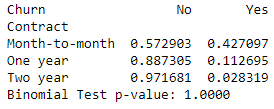 Churn No Yes
Contract
Month-to-month 0.572903 0.427097
One year 0.887305 0.112695
Two year 0.971681 0.028319
Binomial Test p-value: 1.0000